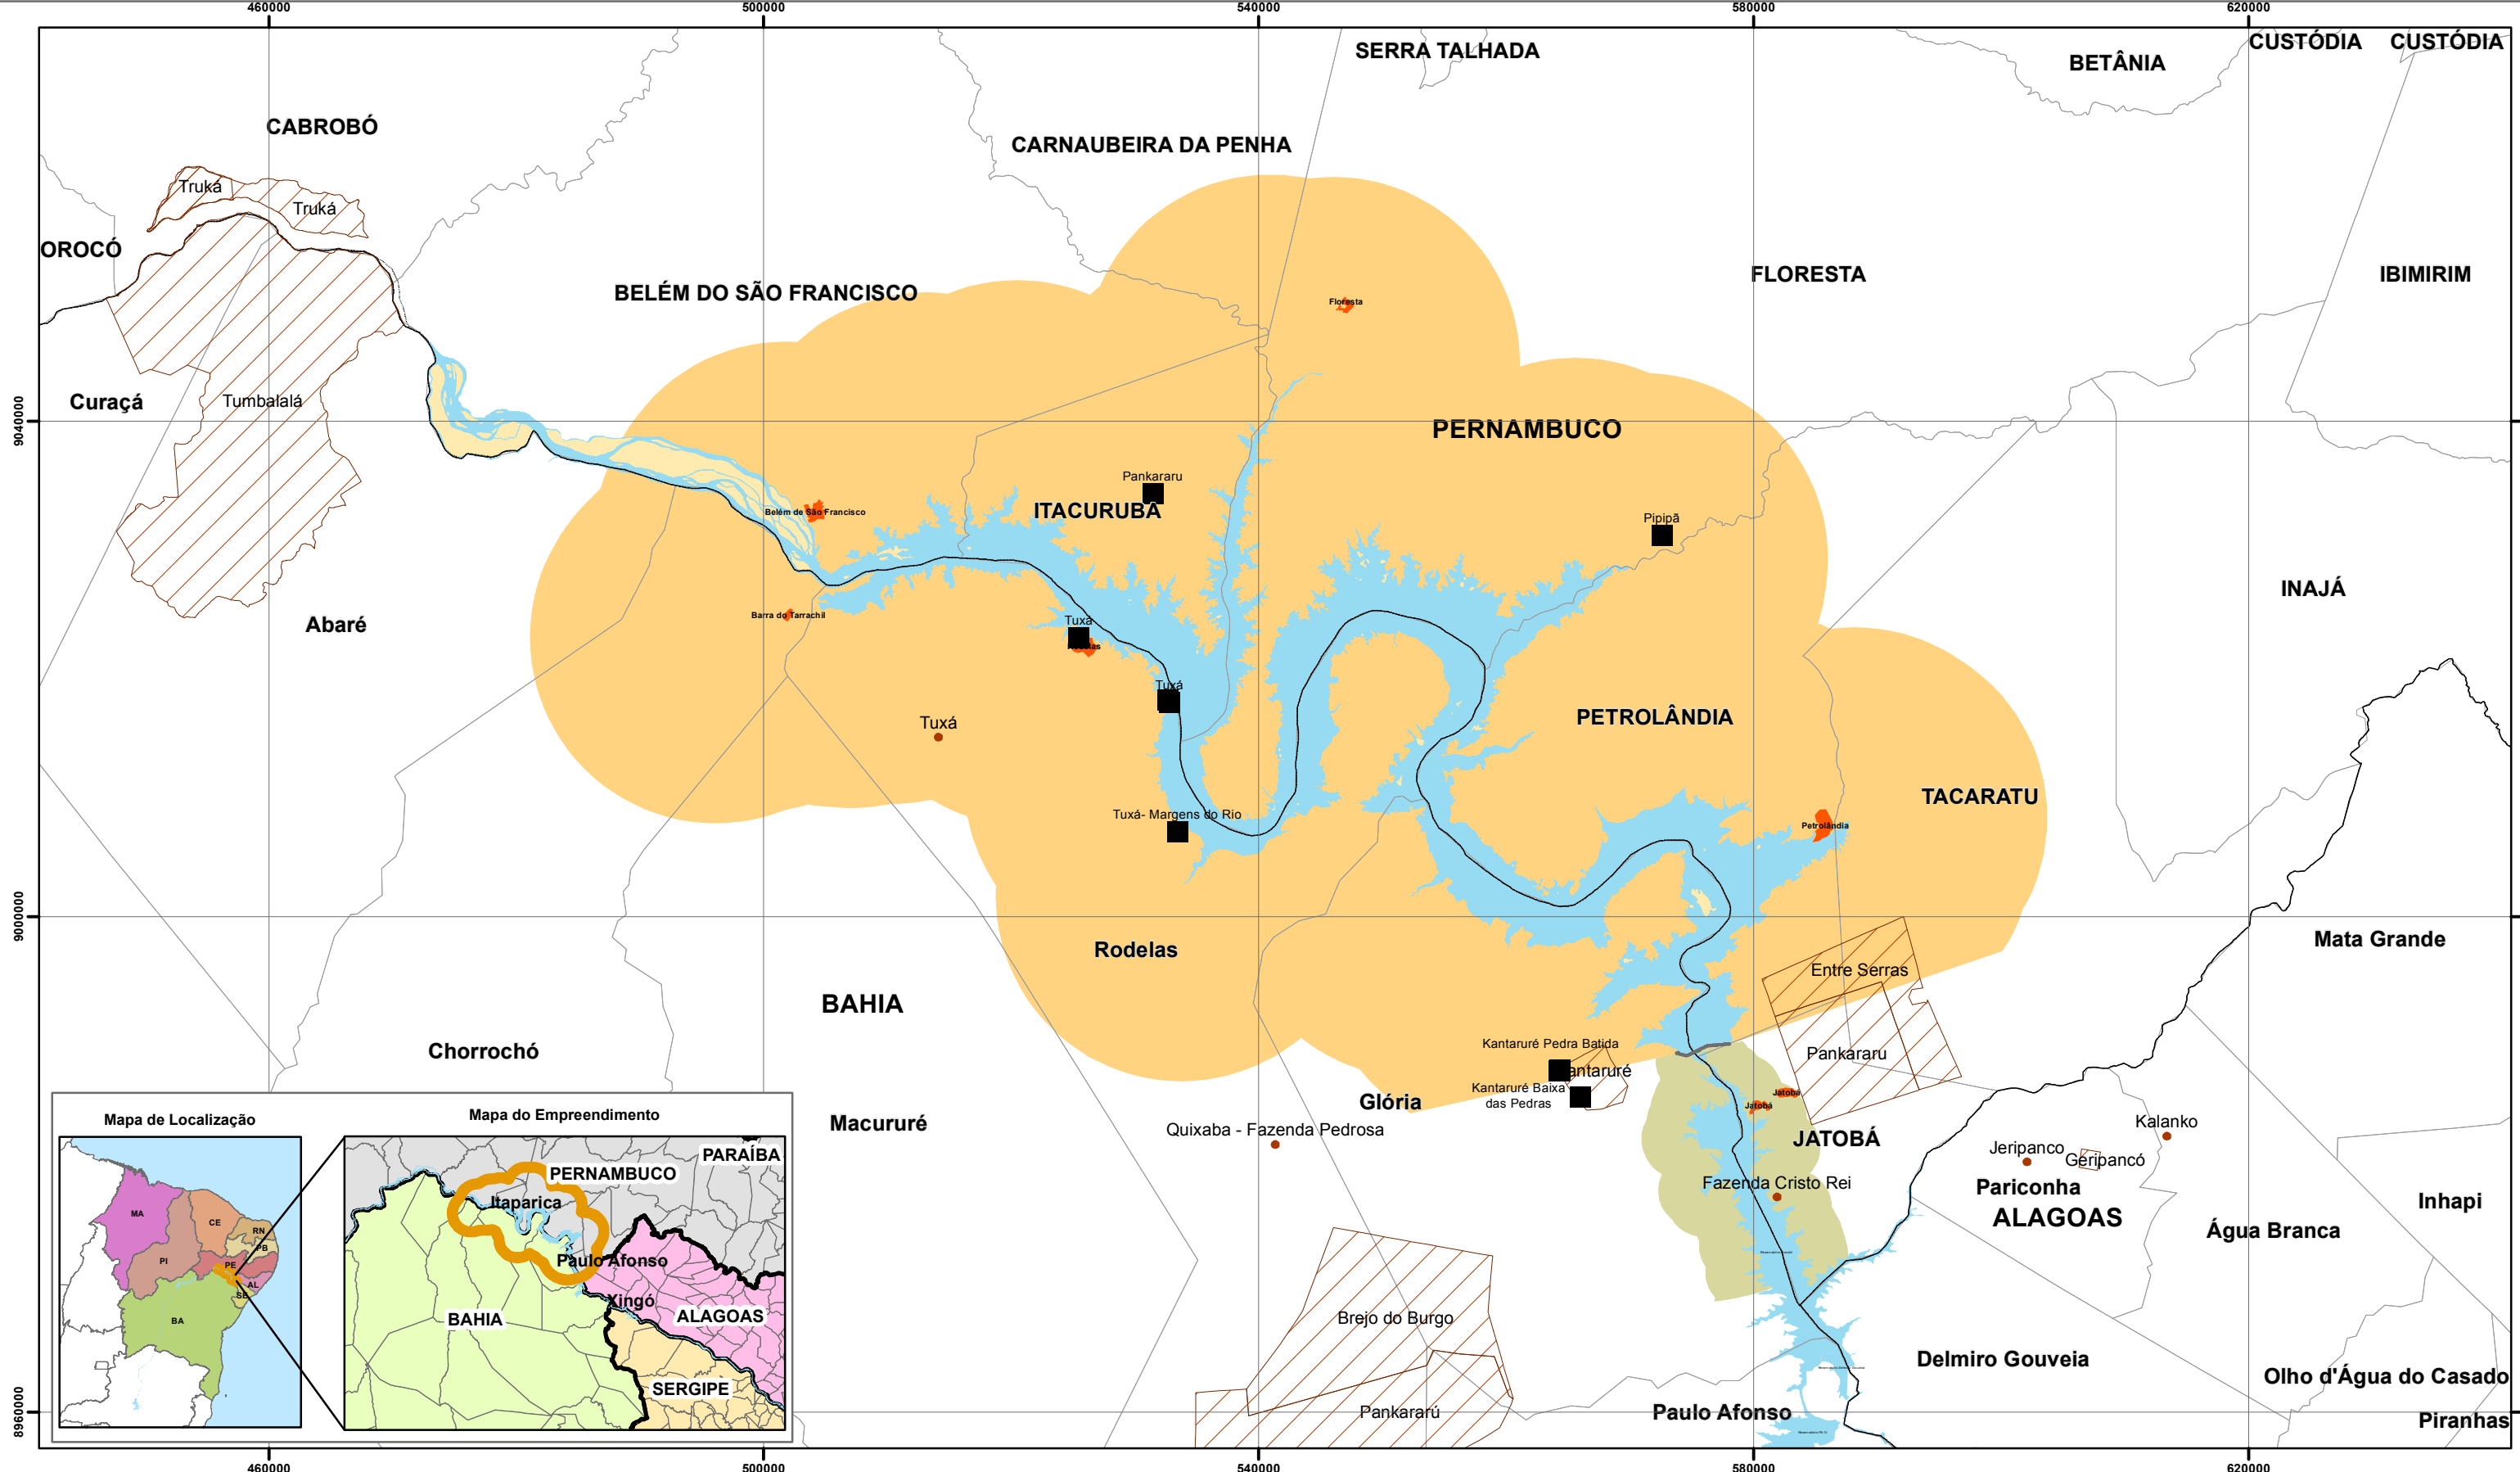 460000
500000
540000
580000
620000
SERRA TALHADA
CUSTÓDIA
CUSTÓDIA
BETÂNIA
CABROBÓ
CARNAUBEIRA DA PENHA
Truká
Truká
OROCÓ
BELÉM DO SÃO FRANCISCO
FLORESTA
IBIMIRIM
Floresta
Curaçá
Tumbalalá
9040000
PERNAMBUCO
Pankararu
ITACURUBA
Belém de São Francisco
Pipipã
INAJÁ
Barra do Tarrachil
Abaré
Tuxá
Tuxá
Tuxá
PETROLÂNDIA
TACARATU
Tuxá- Margens do Rio
Petrolândia
9000000
Rodelas
Mata Grande
Entre Serras
BAHIA
Chorrochó
Kantaruré Pedra Batida
Pankararu
antaruré
Kantaruré Baixa
das Pedras
Glória
Jatobá
Jatobá
Macururé
Quixaba - Fazenda Pedrosa
JATOBÁ
Kalanko
Jeripanco
Geripancó
Fazenda Cristo Rei
Pariconha
ALAGOAS
Inhapi
Água Branca
Brejo do Burgo
Delmiro Gouveia
Olho d'Água do Casado
Pankararú
Paulo Afonso
Piranhas
8960000
Mapa de Localização
MA
CE
RN
PB
PI
PE
AL
SE
BA
Mapa do Empreendimento
PARAÍBA
PERNAMBUCO
Itaparica
Paulo Afonso
Xingó
BAHIA
ALAGOAS
SERGIPE
460000
500000
540000
580000
620000